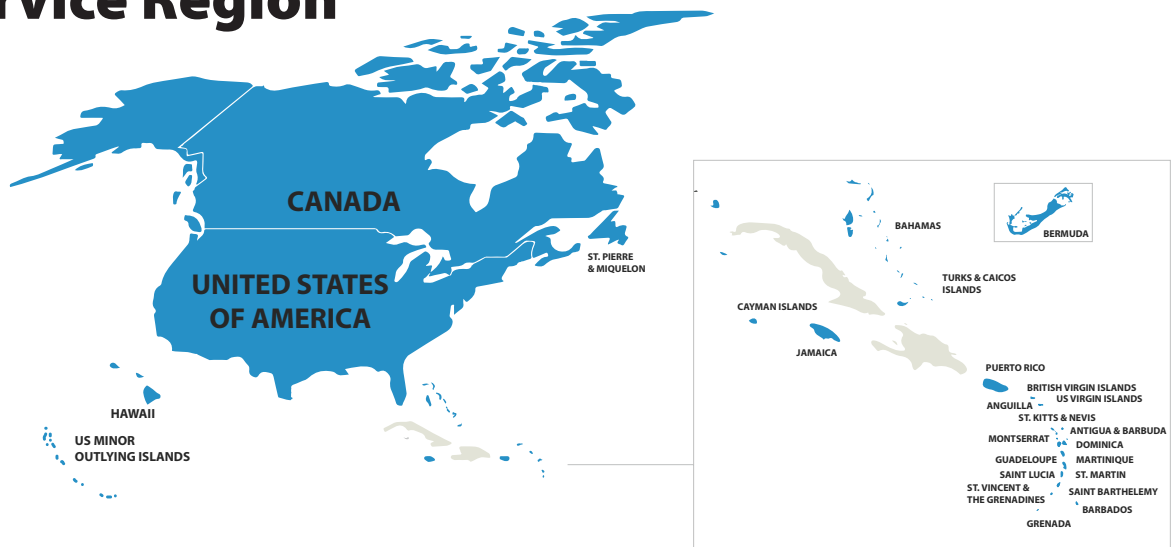 rvice Region
CANADA
UNITED STATES
OF AMERICA
ST. PIERRE
& MIQUELON
HAWAII
US MINOR
OUTLYING ISLANDS
BAHAMAS
BERMUDA
TURKS & CAICOS
ISLANDS
CAYMAN ISLANDS
JAMAICA
PUERTO RICO
BRITISH VIRGIN ISLANDS
US VIRGIN ISLANDS
ANGUILLA
ST. KITTS & NEVIS
ANTIGUA & BARBUDA
MONTSERRAT
DOMINICA
GUADELOUPE
MARTINIQUE
SAINT LUCIA
ST. MARTIN
ST. VINCENT &
THE GRENADINES
SAINT BARTHELEMY
BARBADOS
GRENADA